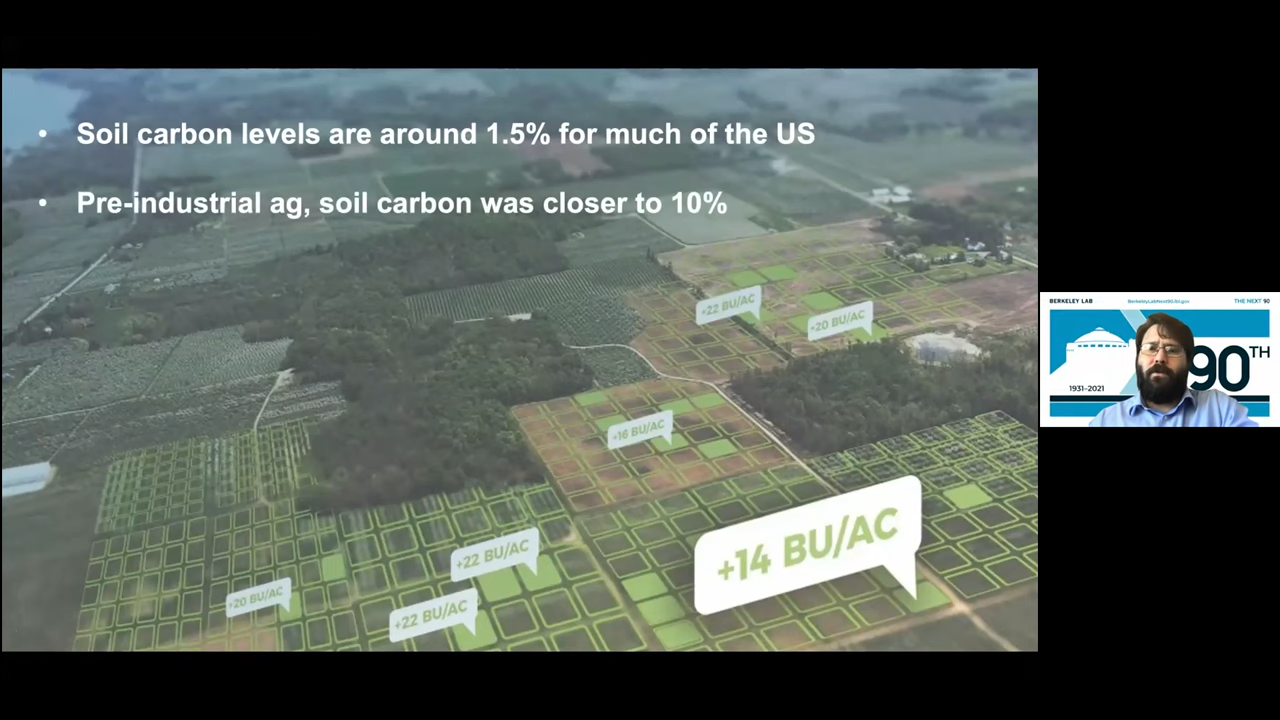 • Soil carbon levels are around 1.5% for much of the US
• Pre-industrial ag, soil carbon was closer to 10%
+22 BU/AC
+20 BU/AC
+16 BU/AC
+14 BU/AC
+22 BU/AC
+20 BU/AC
+22 BU/AC
BERKELEY LAB
BerkeleyLabNext90.lbl.gov
THE NEXT 90
90TH
1931–2021